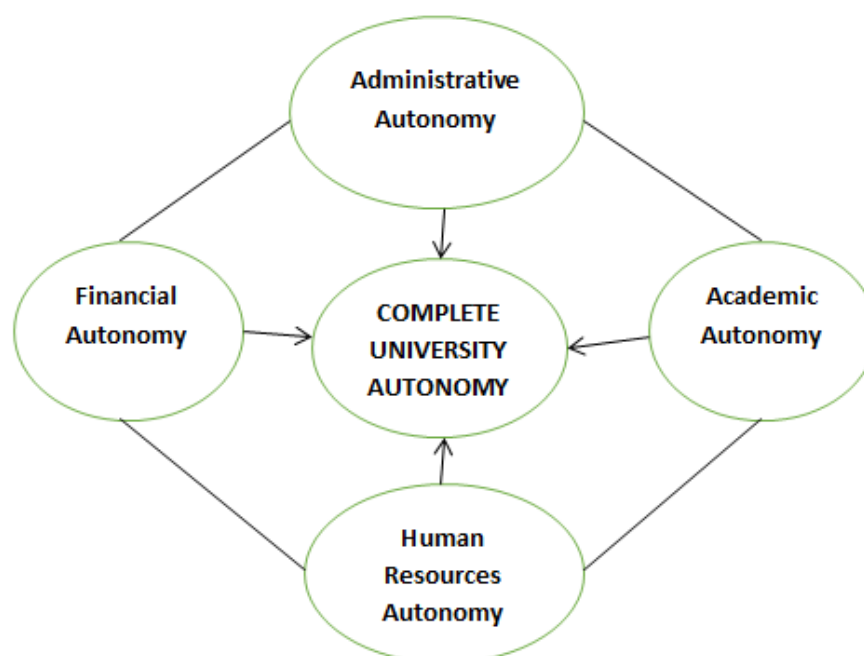 Administrative
Autonomy
Financial
Autonomy
COMPLETE
UNIVERSITY
AUTONOMY
Academic
Autonomy
Human
Resources
Autonomy